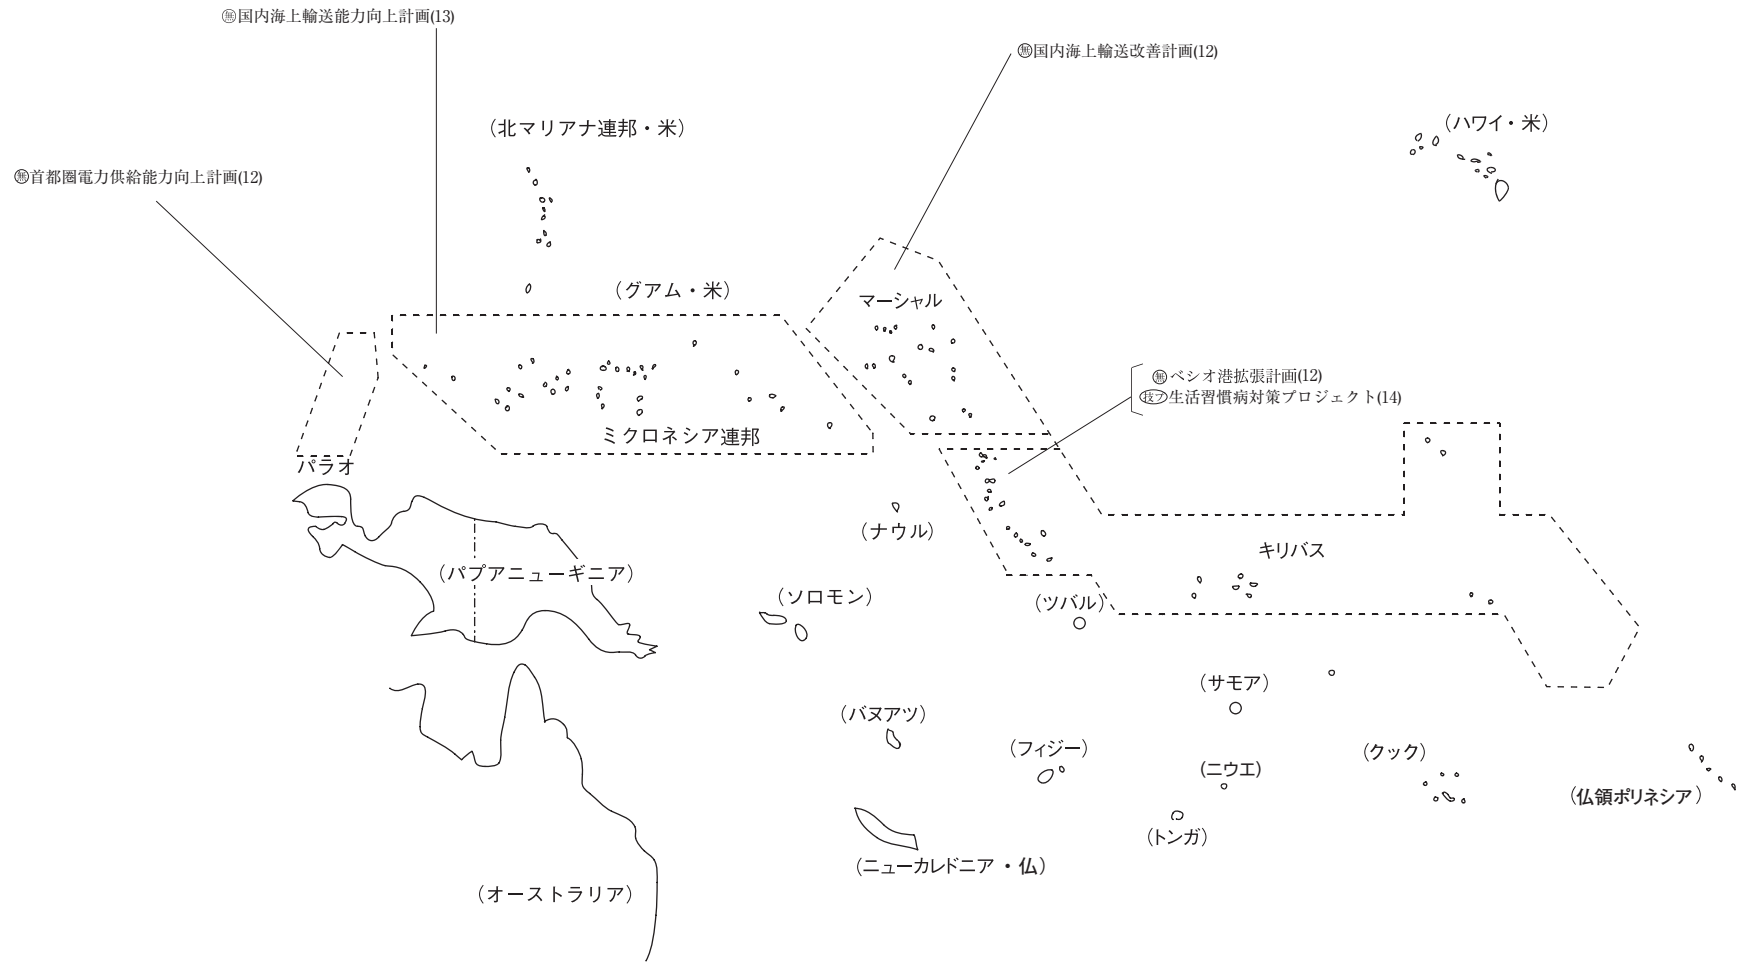 ㊇国内海上輸送能力向上計画(13)
㊇国内海上輸送改善計画(12)
(北マリアナ連邦・米)
(ハワイ・米)
㊇首都圏電力供給能力向上計画(12)
(グアム・米)
マーシャル
㊇ベシオ港拡張計画(12)
技プ生活習慣病対策プロジェクト(14)
ミクロネシア連邦
パラオ
(ナウル)
キリバス
(パプアニューギニア)
(ソロモン)
(ツバル)
(サモア)
(バヌアツ)
(フィジー)
(クック)
(ニウエ)
(仏領ポリネシア)
(トンガ)
(ニューカレドニア・仏)
(オーストラリア)